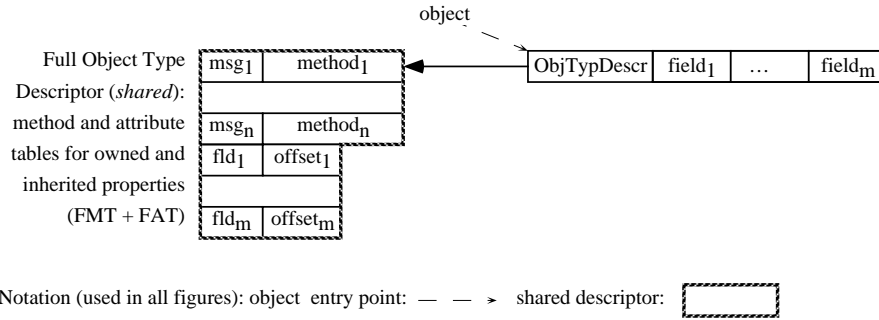 object
Full Object Type
Descriptor (shared):
method and attribute
tables for owned and
inherited properties
(FMT + FAT)
msg1 method1
msgn methodn
fld1 offset1
fldm offsetm
ObjTypDescr field1 … fieldm
Notation (used in all figures): object entry point: shared descriptor: